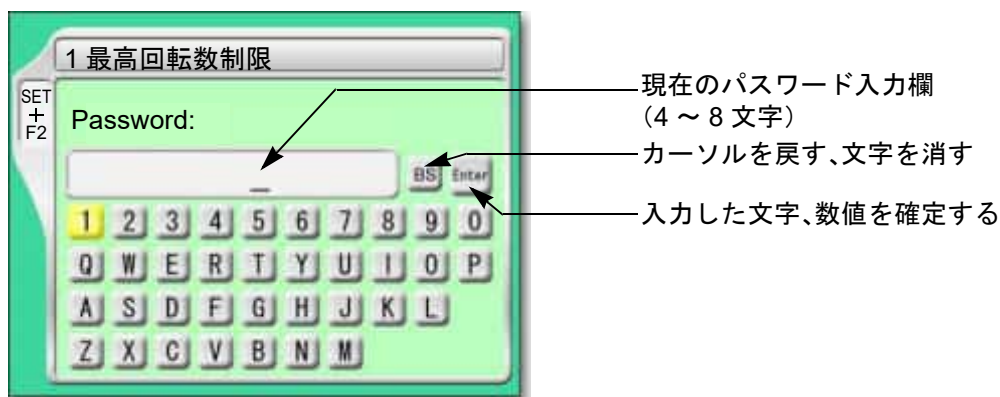 1 最高回転数制限
SET
+
F2
Password:
_
BS Enter
1 2 3 4 5 6 7 8 9 0
Q W E R T Y U I O P
A S D F G H J K L
Z X C V B N M
現在のパスワード入力欄
（4 ～ 8 文字）
カーソルを戻す、文字を消す
入力した文字、数値を確定する